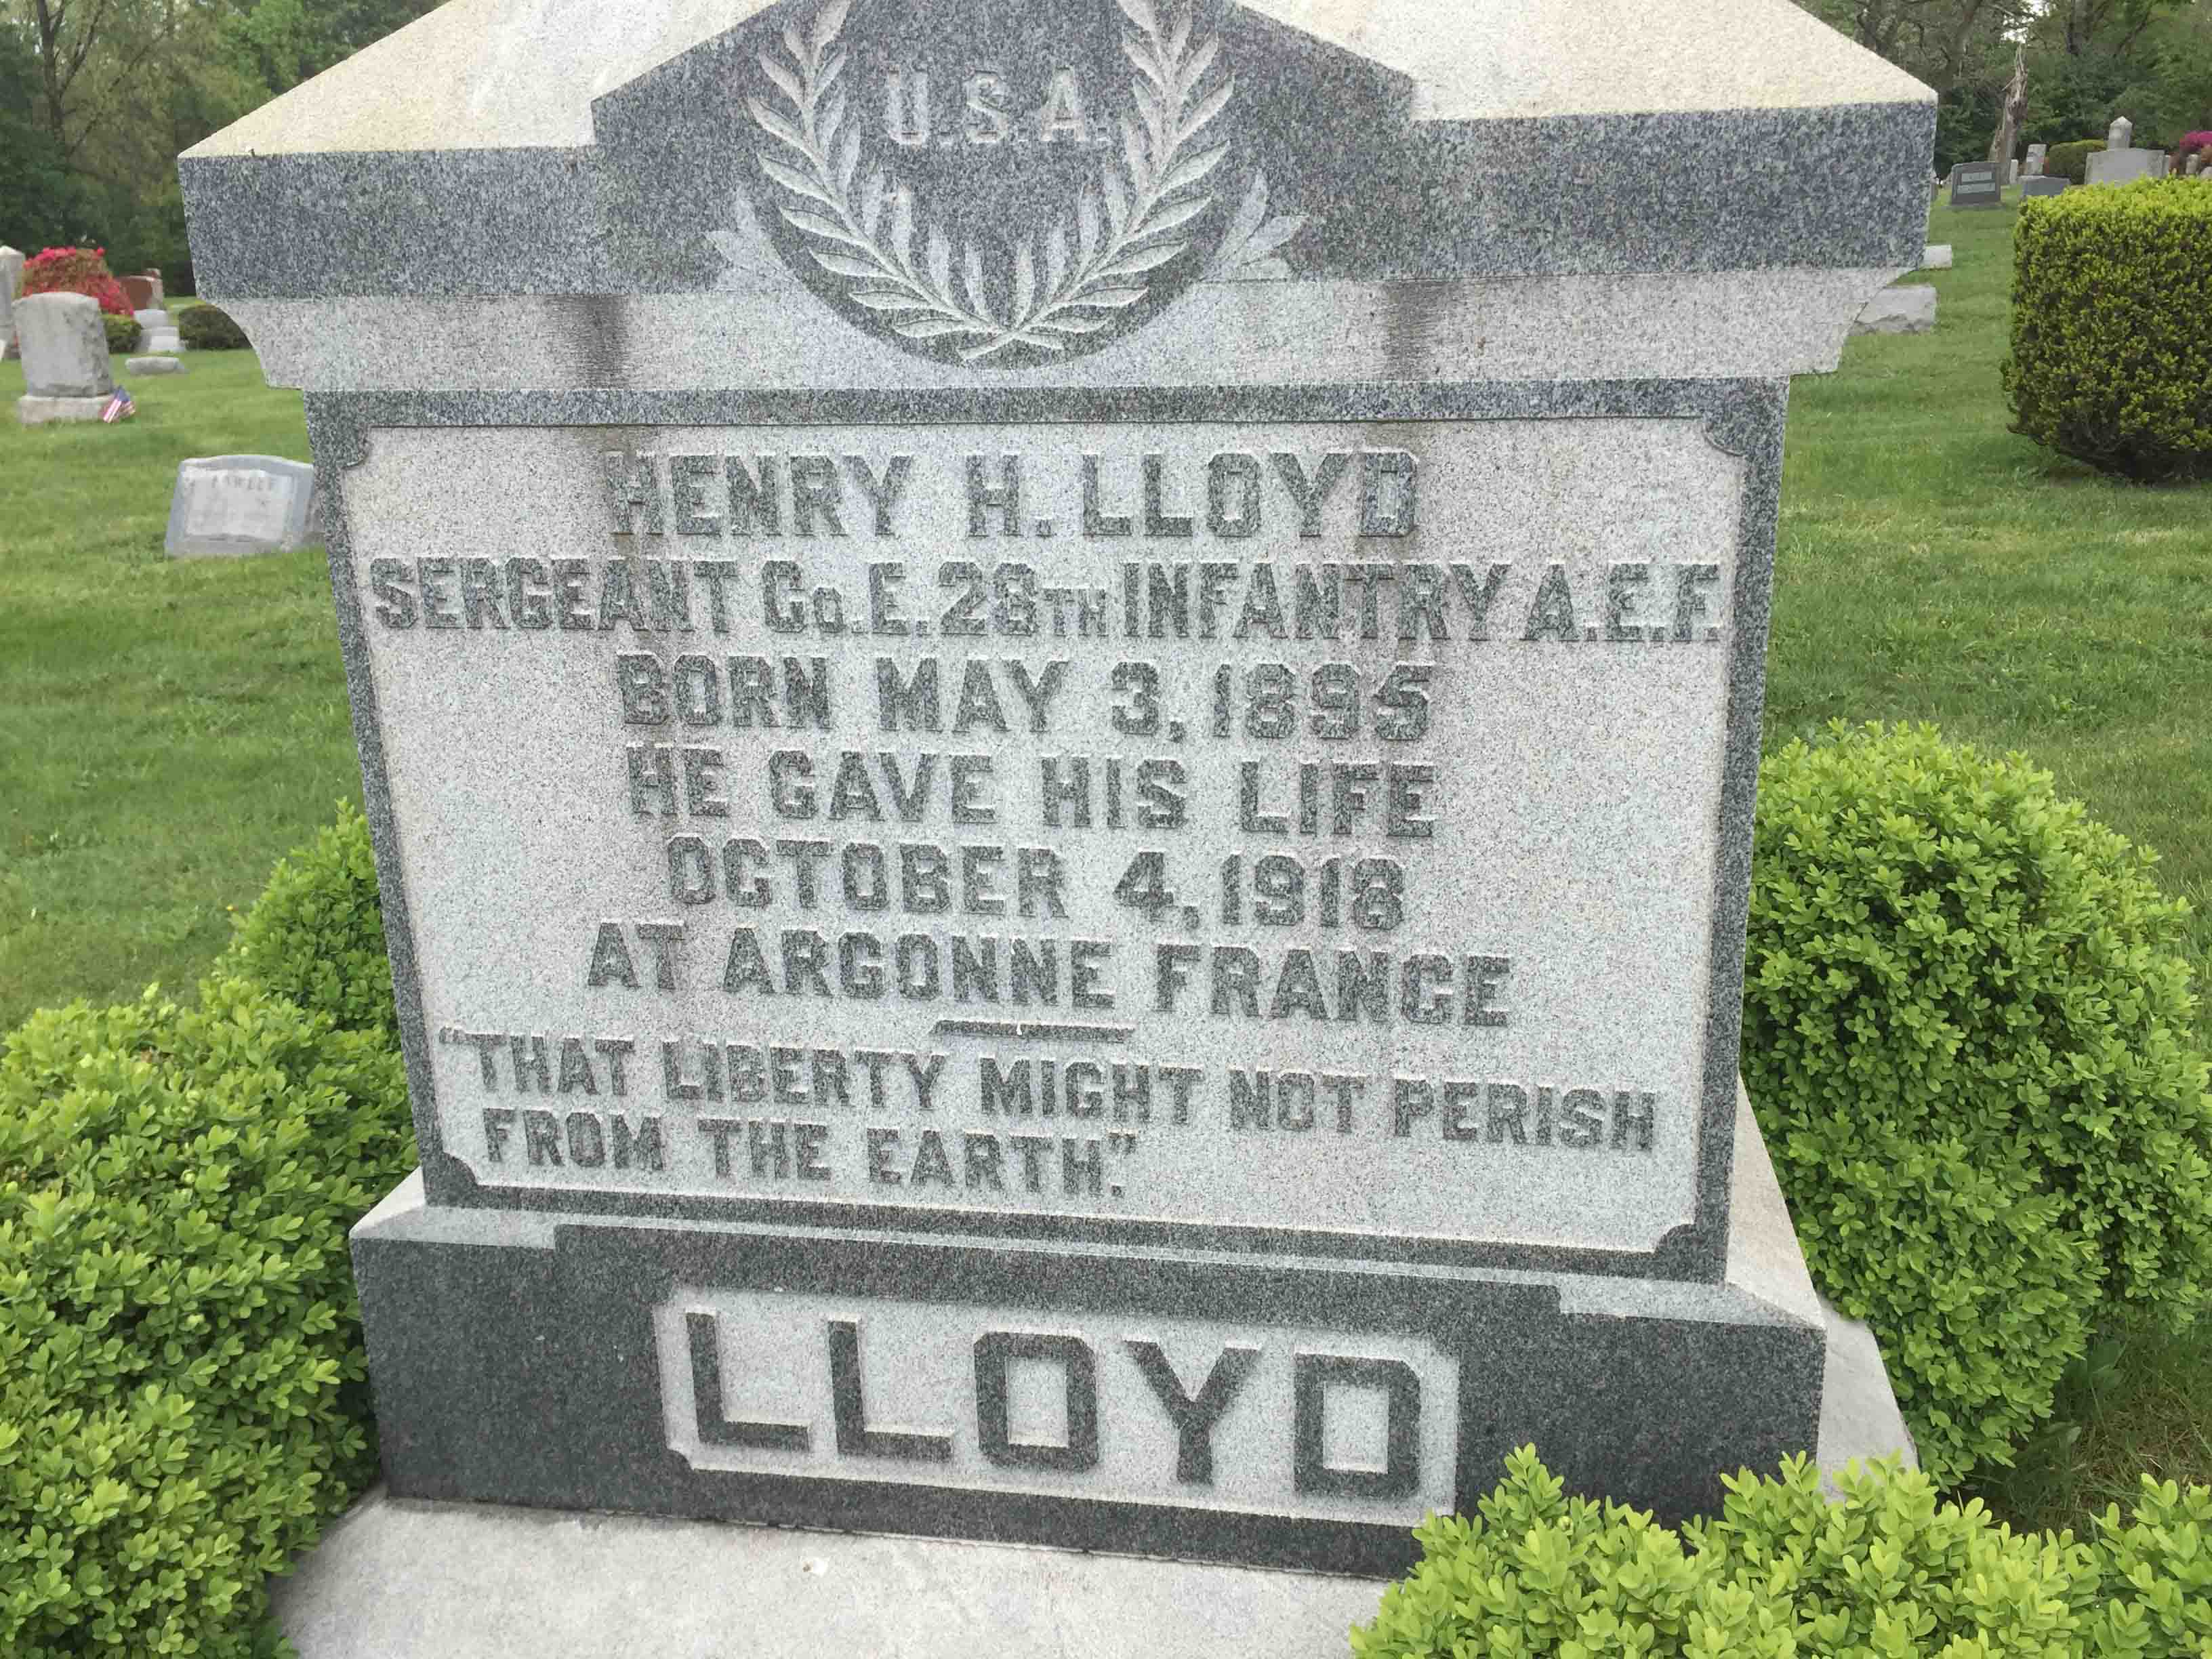 U.S.A.
HENRY H. LLOYD
SERGEANT Co. E. 28TH INFANTRY A.E.F.
BORN MAY 3, 1895
HE GAVE HIS LIFE
OCTOBER 4, 1918
AT ARGONNE FRANCE
"THAT LIBERTY MIGHT NOT PERISH
FROM THE EARTH."
LLOYD